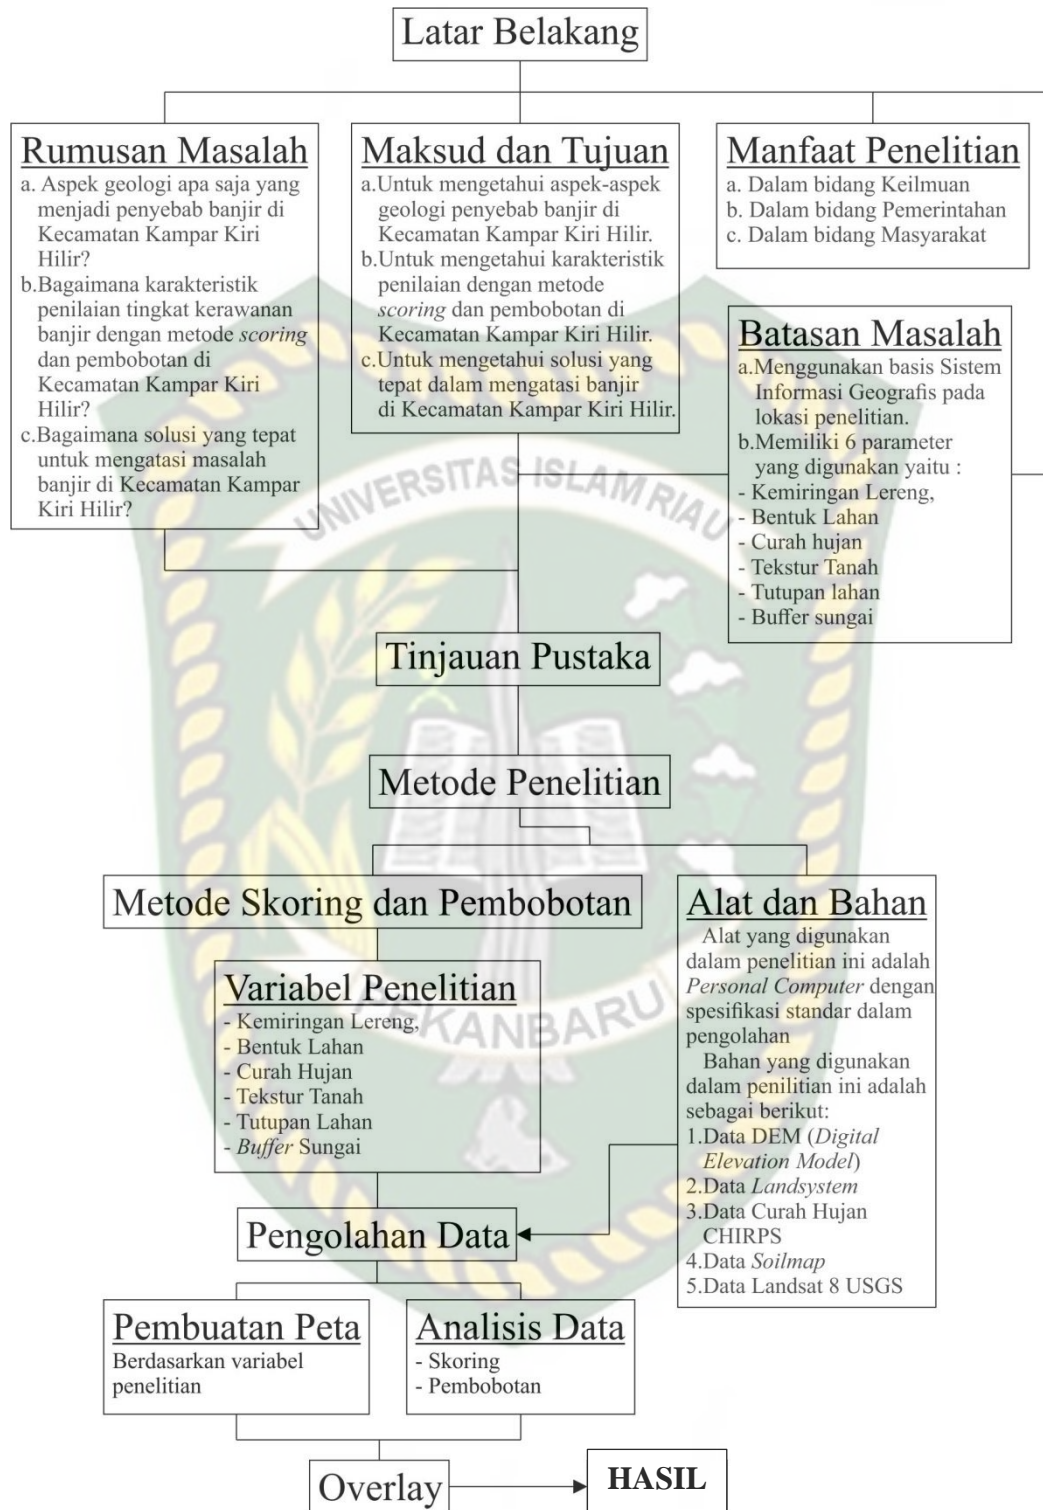 Latar Belakang
Rumusan Masalah
a. Aspek geologi apa saja yang
menjadi penyebab banjir di
Kecamatan Kampar Kiri
Hilir?
b.Bagaimana karakteristik
penilaian tingkat kerawanan
banjir dengan metode scoring
dan pembobotan di
Kecamatan Kampar Kiri
Hilir?
c.Bagaimana solusi yang tepat
untuk mengatasi masalah
banjir di Kecamatan Kampar
Kiri Hilir?
Maksud dan Tujuan
a.Untuk mengetahui aspek-aspek
geologi penyebab banjir di
Kecamatan Kampar Kiri Hilir.
b.Untuk mengetahui karakteristik
penilaian dengan metode
scoring dan pembobotan di
Kecamatan Kampar Kiri Hilir.
c.Untuk mengetahui solusi yang
tepat dalam mengatasi banjir
di Kecamatan Kampar Kiri Hilir.
Manfaat Penelitian
a. Dalam bidang Keilmuan
b. Dalam bidang Pemerintahan
c. Dalam bidang Masyarakat
Batasan Masalah
a.Menggunakan basis Sistem
Informasi Geografis pada
lokasi penelitian.
b.Memiliki 6 parameter
yang digunakan yaitu :
- Kemiringan Lereng,
- Bentuk Lahan
- Curah hujan
- Tekstur Tanah
- Tutupan lahan
- Buffer sungai
UNIVERSITAS ISLAM RIAU
Tinjauan Pustaka
Metode Penelitian
Metode Skoring dan Pembobotan
Variabel Penelitian
- Kemiringan Lereng,
- Bentuk Lahan
- Curah Hujan
- Tekstur Tanah
- Tutupan Lahan
- Buffer Sungai
PEKANBARU
Alat dan Bahan
Alat yang digunakan
dalam penelitian ini adalah
Personal Computer dengan
spesifikasi standar dalam
pengolahan
Bahan yang digunakan
dalam penilitian ini adalah
sebagai berikut:
1.Data DEM (Digital
Elevation Model)
2.Data Landsystem
3.Data Curah Hujan
CHIRPS
4.Data Soilmap
5.Data Landsat 8 USGS
Pengolahan Data
Pembuatan Peta
Berdasarkan variabel
penelitian
Analisis Data
- Skoring
- Pembobotan
Overlay
HASIL